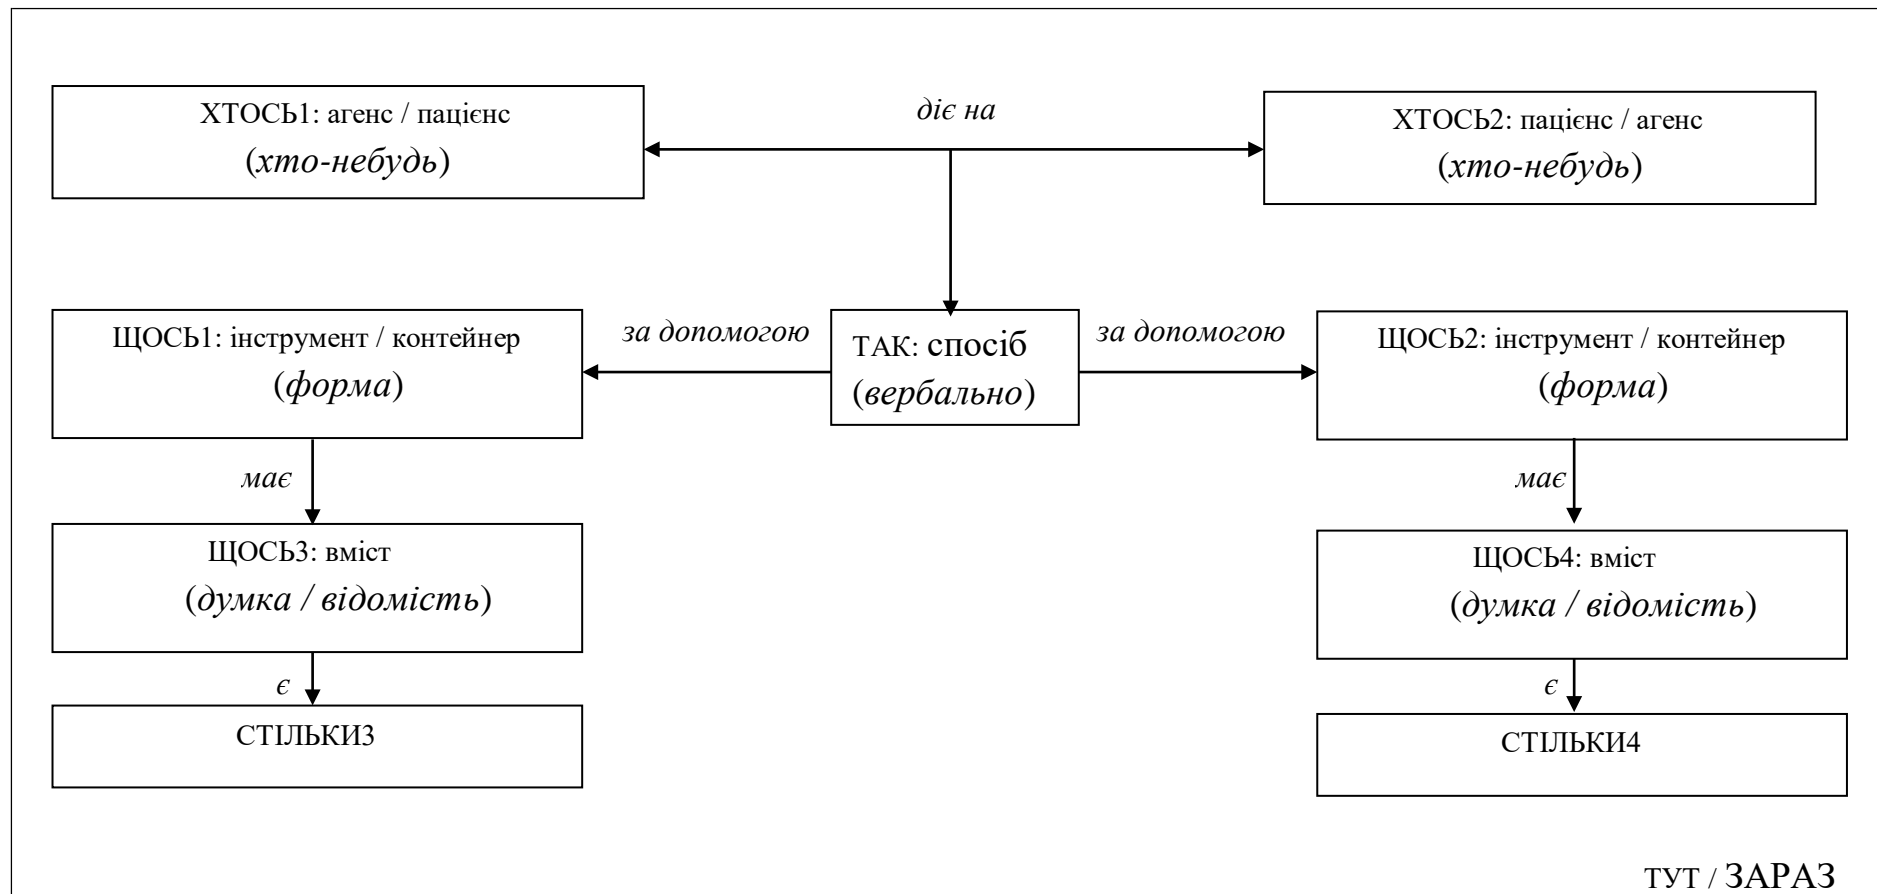 ХТОСЬ1: агенс / пацієнс
(хто-небудь)
діє на
ХТОСЬ2: пацієнс / агенс
(хто-небудь)
ЩОСЬ1: інструмент / контейнер
(форма)
за допомогою
ТАК: спосіб
(вербально)
за допомогою
ЩОСЬ2: інструмент / контейнер
(форма)
має
має
ЩОСЬ3: вміст
(думка / відомість)
ЩОСЬ4: вміст
(думка / відомість)
є
є
СТІЛЬКИ3
СТІЛЬКИ4
ТУТ / ЗАРАЗ